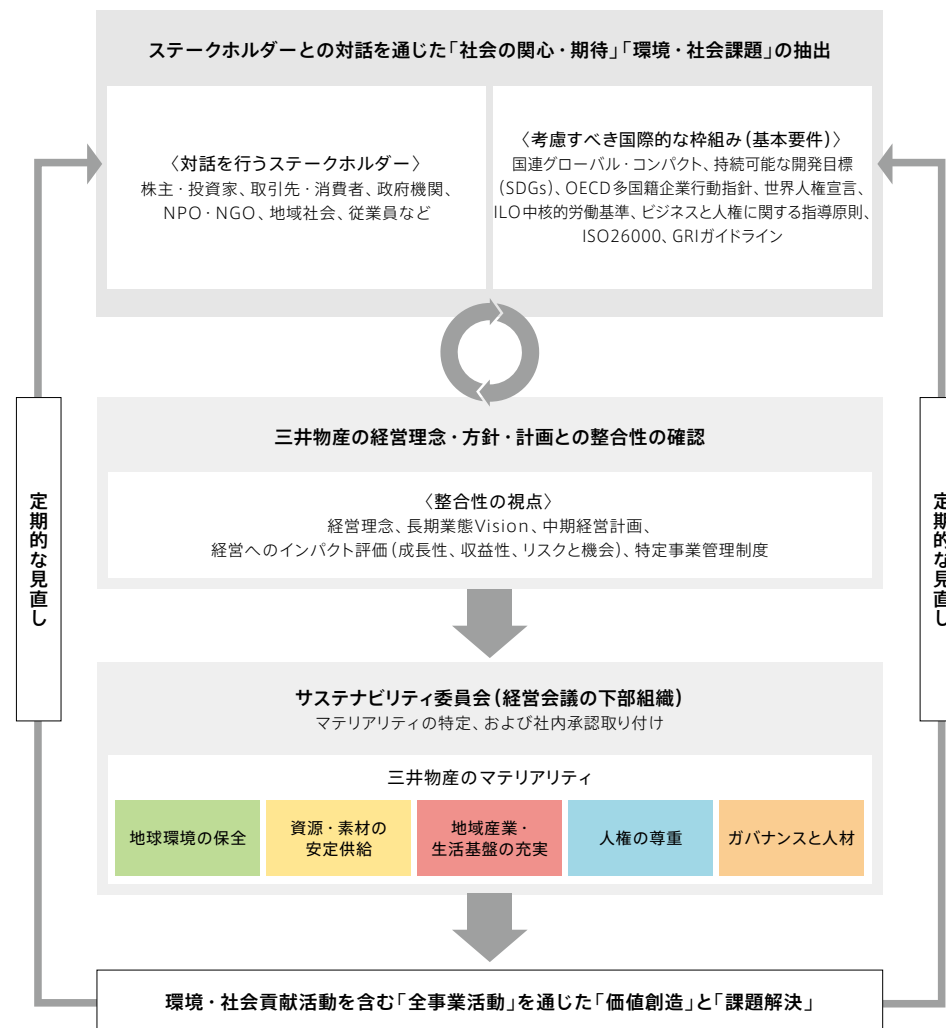 ステークホルダーとの対話を通じた「社会の関心・期待」「環境・社会課題」の抽出
〈対話を行うステークホルダー〉
株主・投資家、取引先・消費者、政府機関、
NPO・NGO、地域社会、従業員など
〈考慮すべき国際的な枠組み(基本要件)〉
国連グローバル・コンパクト、持続可能な開発目標
(SDGs)、OECD多国籍企業行動指針、世界人権宣言、
ILO中核的労働基準、ビジネスと人権に関する指導原則、
ISO26000、GRIガイドライン
三井物産の経営理念・方針・計画との整合性の確認
〈整合性の視点〉
経営理念、長期業態Vision、中期経営計画、
経営へのインパクト評価(成長性、収益性、リスクと機会)、特定事業管理制度
定期的な見直し
定期的な見直し
サステナビリティ委員会(経営会議の下部組織)
マテリアリティの特定、および社内承認取り付け
三井物産のマテリアリティ
地球環境の保全
資源・素材の
安定供給
地域産業・
生活基盤の充実
人権の尊重
ガバナンスと人材
環境・社会貢献活動を含む「全事業活動」を通じた「価値創造」と「課題解決」